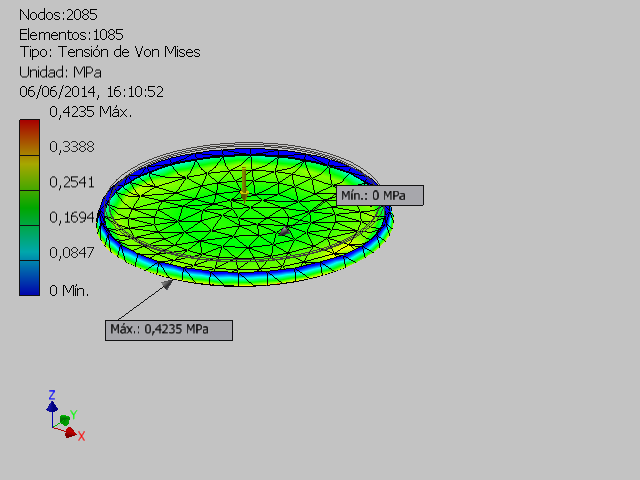 Nodos:2085
Elementos:1085
Tipo: Tensión de Von Mises
Unidad: MPa
06/06/2014, 16:10:52
0,4235 Máx.
0,3388
0,2541
0,1694
0,0847
0 Mín.
Mín.: 0 MPa
Máx.: 0,4235 MPa
Z
Y
X